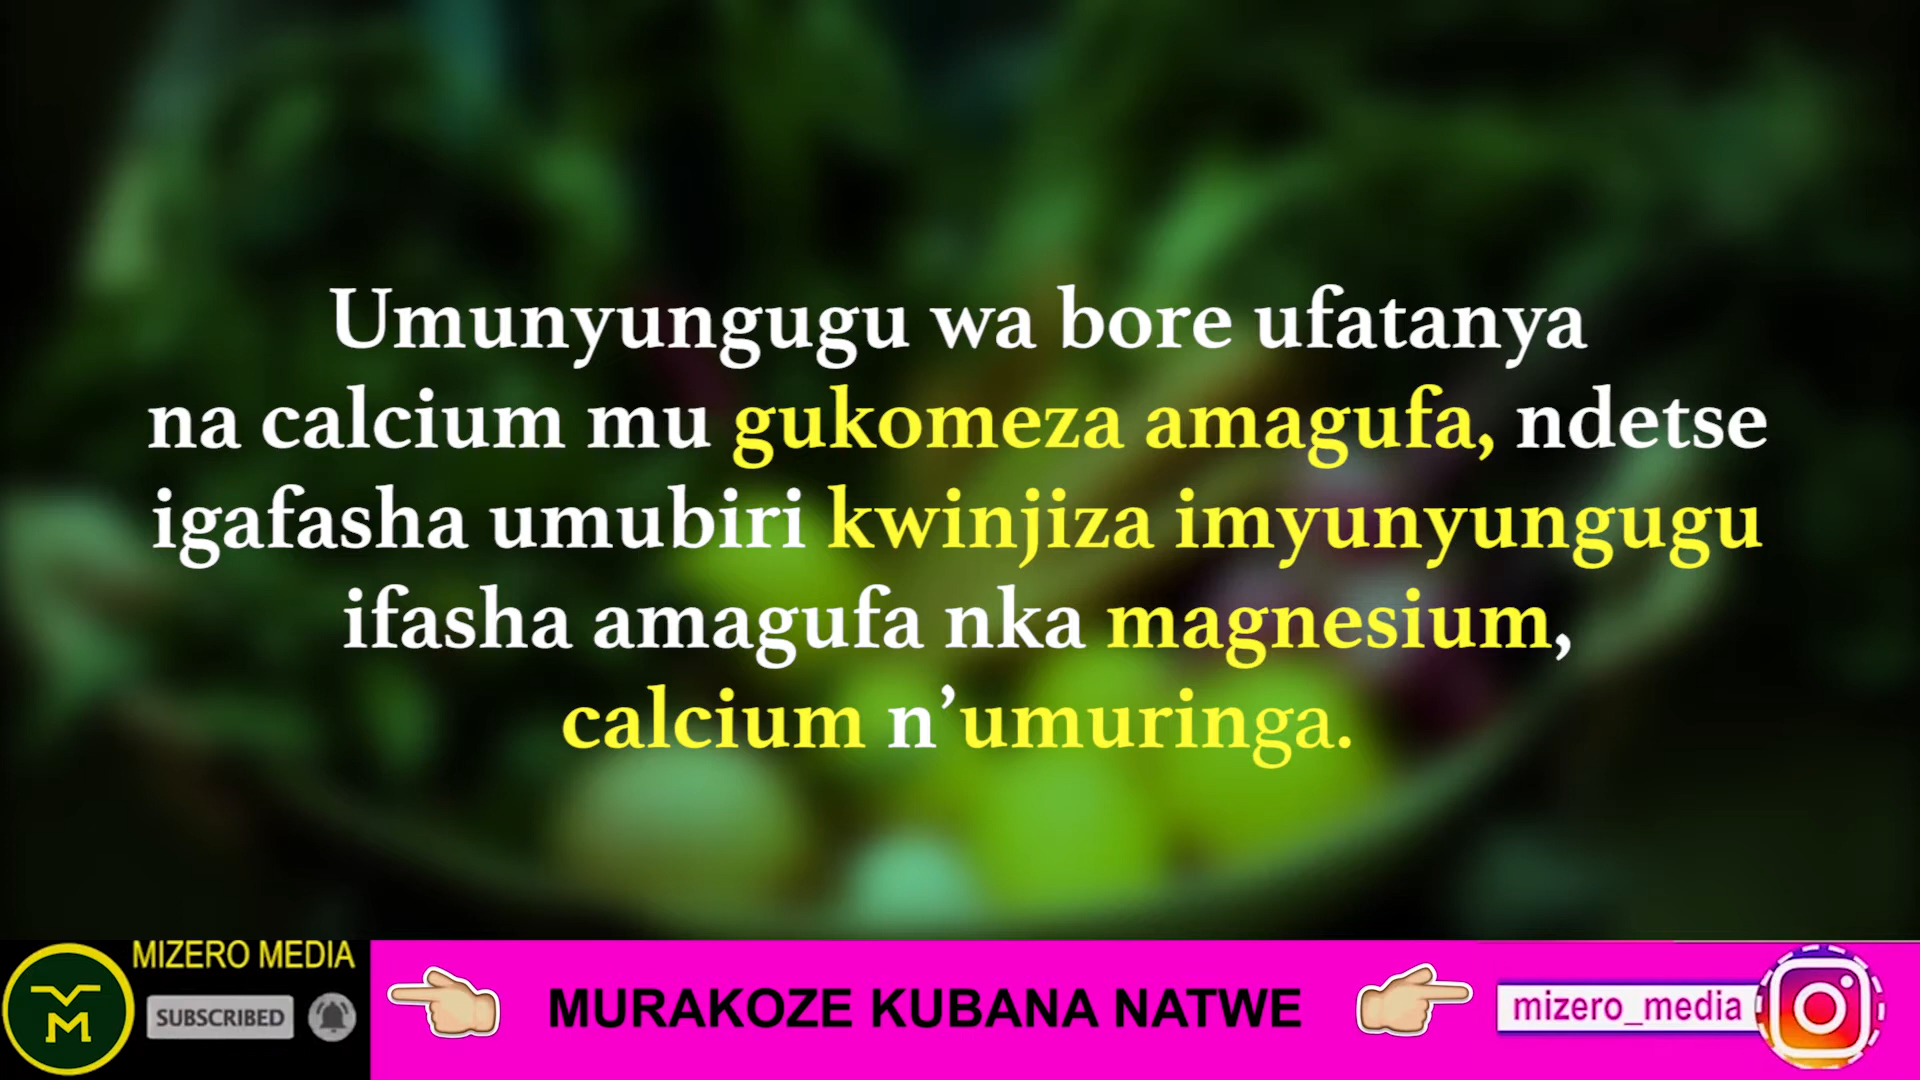 Umunyungugu wa bore ufatanya
na calcium mu gukomeza amagufa, ndetse
igafasha umubiri kwinjiza imyunyungugu
ifasha amagufa nka magnesium,
calcium n’umuringa.
MIZERO MEDIA
SUBSCRIBED
MURAKOZE KUBANA NATWE
mizero_media